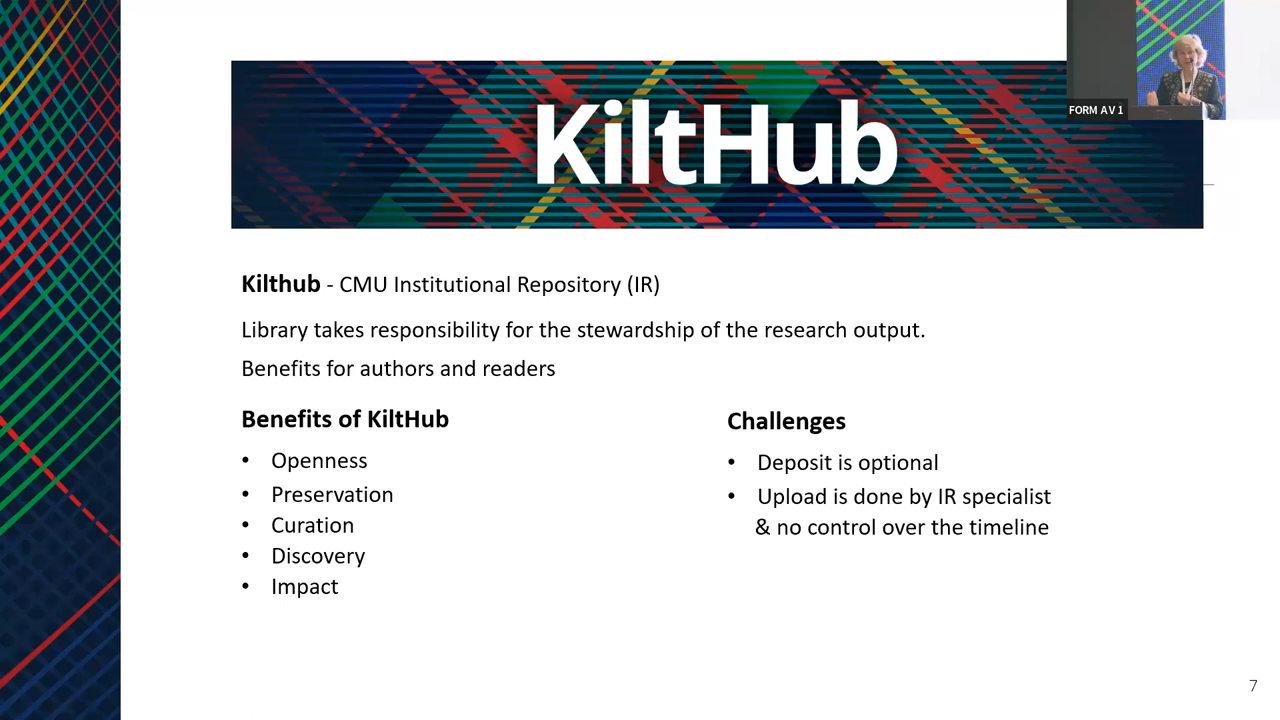 FORM AV 1
KiltHub
Kilthub - CMU Institutional Repository (IR)
Library takes responsibility for the stewardship of the research output.
Benefits for authors and readers
Benefits of KiltHub
• Openness
• Preservation
• Curation
• Discovery
• Impact
Challenges
• Deposit is optional
• Upload is done by IR specialist
& no control over the timeline
7